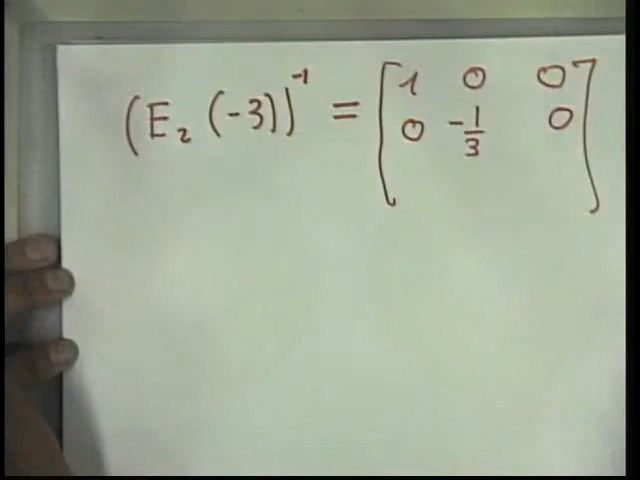 (E₂ (-3))⁻¹ = [1 0 0
0 -1/3 0]